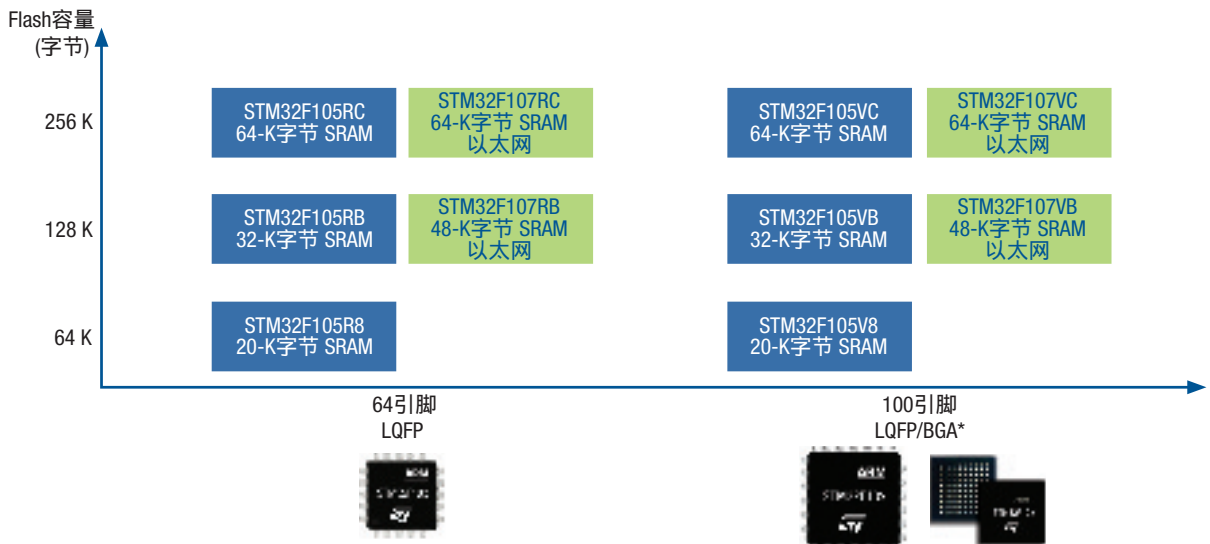 Flash容量
(字节)
256 K
STM32F105RC
64-K字节 SRAM
STM32F107RC
64-K字节 SRAM
以太网
STM32F105VC
64-K字节 SRAM
STM32F107VC
64-K字节 SRAM
以太网
128 K
STM32F105RB
32-K字节 SRAM
STM32F107RB
48-K字节 SRAM
以太网
STM32F105VB
32-K字节 SRAM
STM32F107VB
48-K字节 SRAM
以太网
64 K
STM32F105R8
20-K字节 SRAM
STM32F105V8
20-K字节 SRAM
64引脚
LQFP
100引脚
LQFP/BGA*